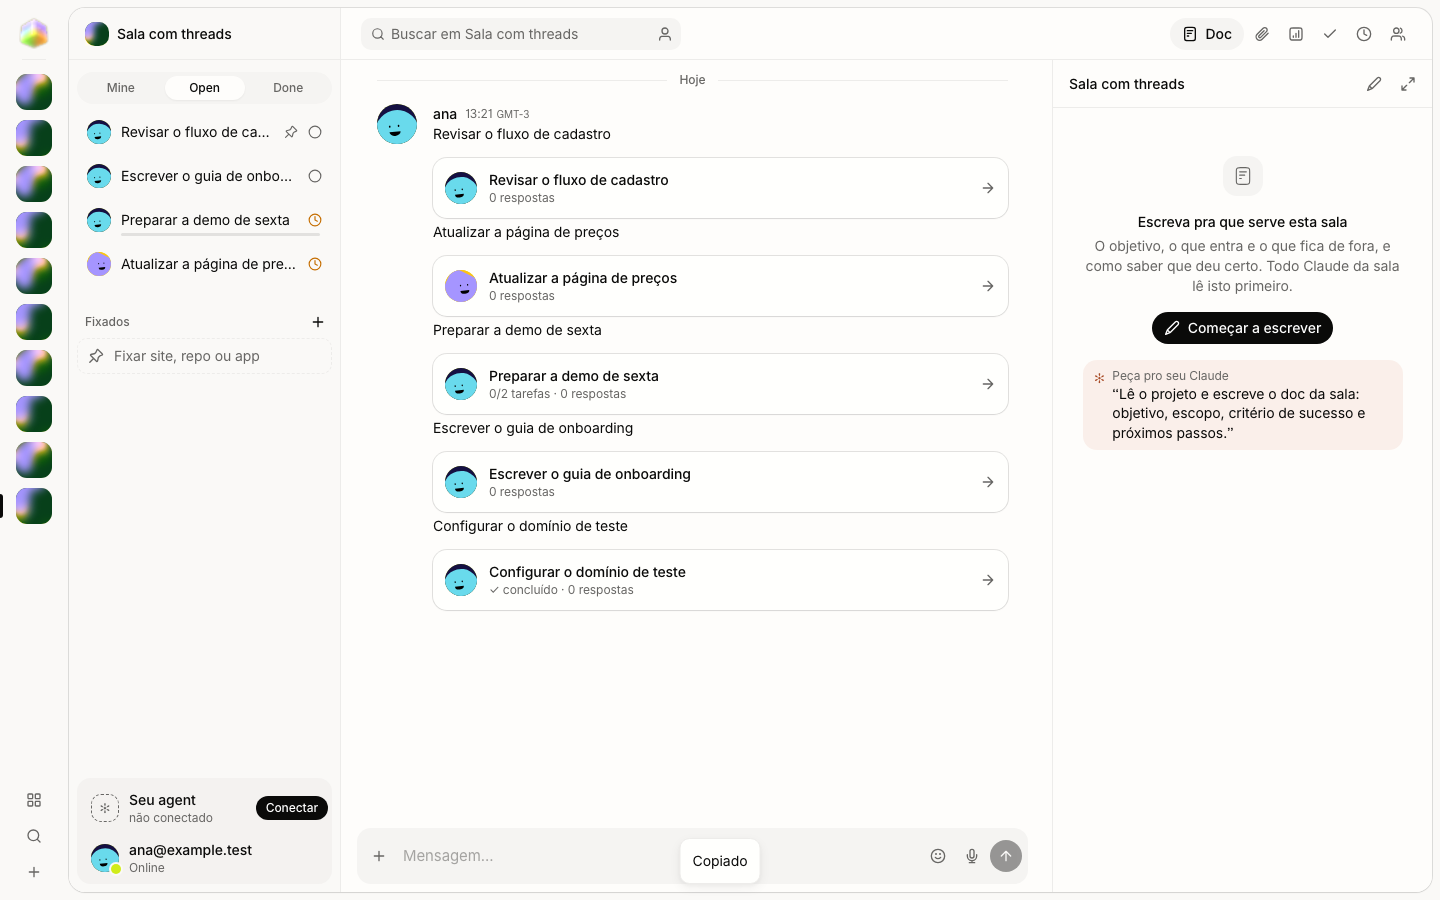 Sala com threads
Mine
Open
Done
Revisar o fluxo de ca...
Escrever o guia de onbo...
Preparar a demo de sexta
Atualizar a página de pre...
Fixados
Fixar site, repo ou app
Seu agent
não conectado
Conectar
ana@example.test
Online
Buscar em Sala com threads
Doc
Hoje
ana 13:21 GMT-3
Revisar o fluxo de cadastro
Revisar o fluxo de cadastro
0 respostas
Atualizar a página de preços
Atualizar a página de preços
0 respostas
Preparar a demo de sexta
Preparar a demo de sexta
0/2 tarefas · 0 respostas
Escrever o guia de onboarding
Escrever o guia de onboarding
0 respostas
Configurar o domínio de teste
Configurar o domínio de teste
✓ concluído · 0 respostas
Mensagem...
Copiado
Sala com threads
Escreva pra que serve esta sala
O objetivo, o que entra e o que fica de fora, e
como saber que deu certo. Todo Claude da sala
lê isto primeiro.
Começar a escrever
Peça pro seu Claude
“Lê o projeto e escreve o doc da sala:
objetivo, escopo, critério de sucesso e
próximos passos.”